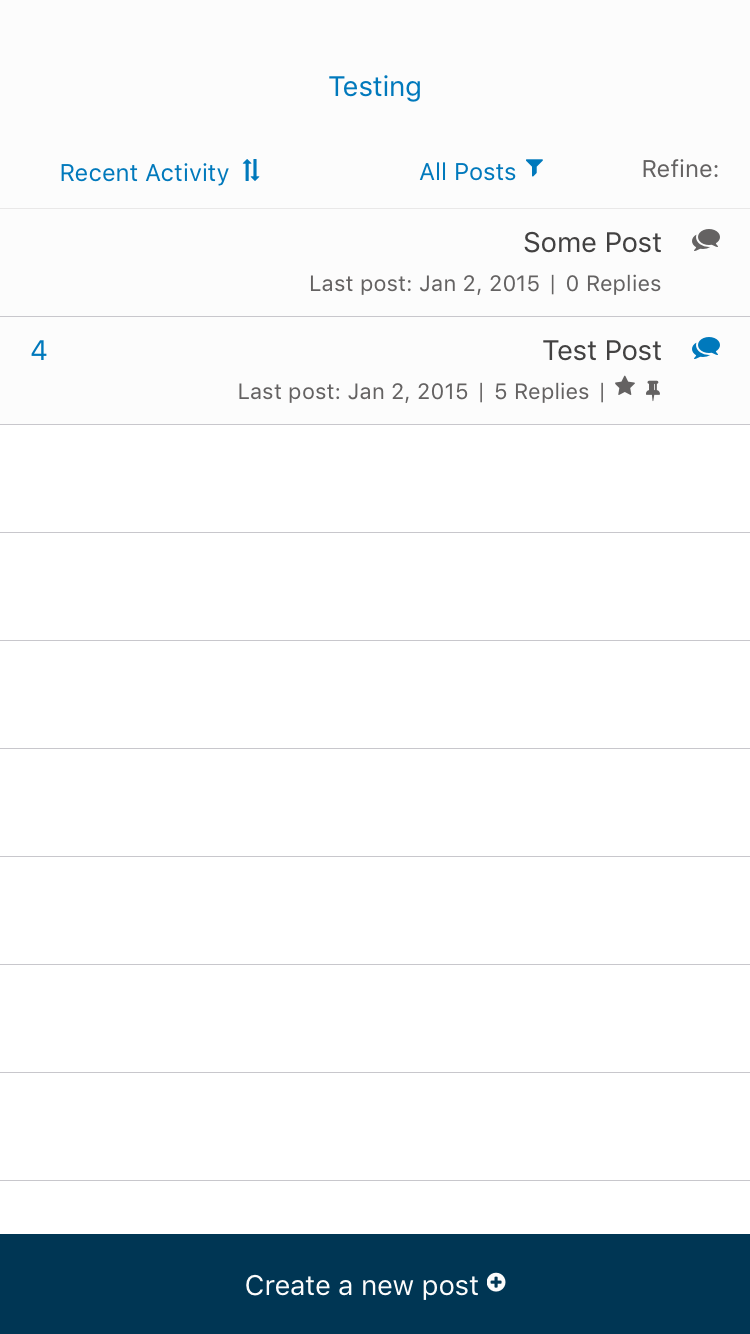 Testing
Recent Activity All Posts Refine:
Some Post
Last post: Jan 2, 2015 | 0 Replies
4 Test Post
Last post: Jan 2, 2015 | 5 Replies |
Create a new post